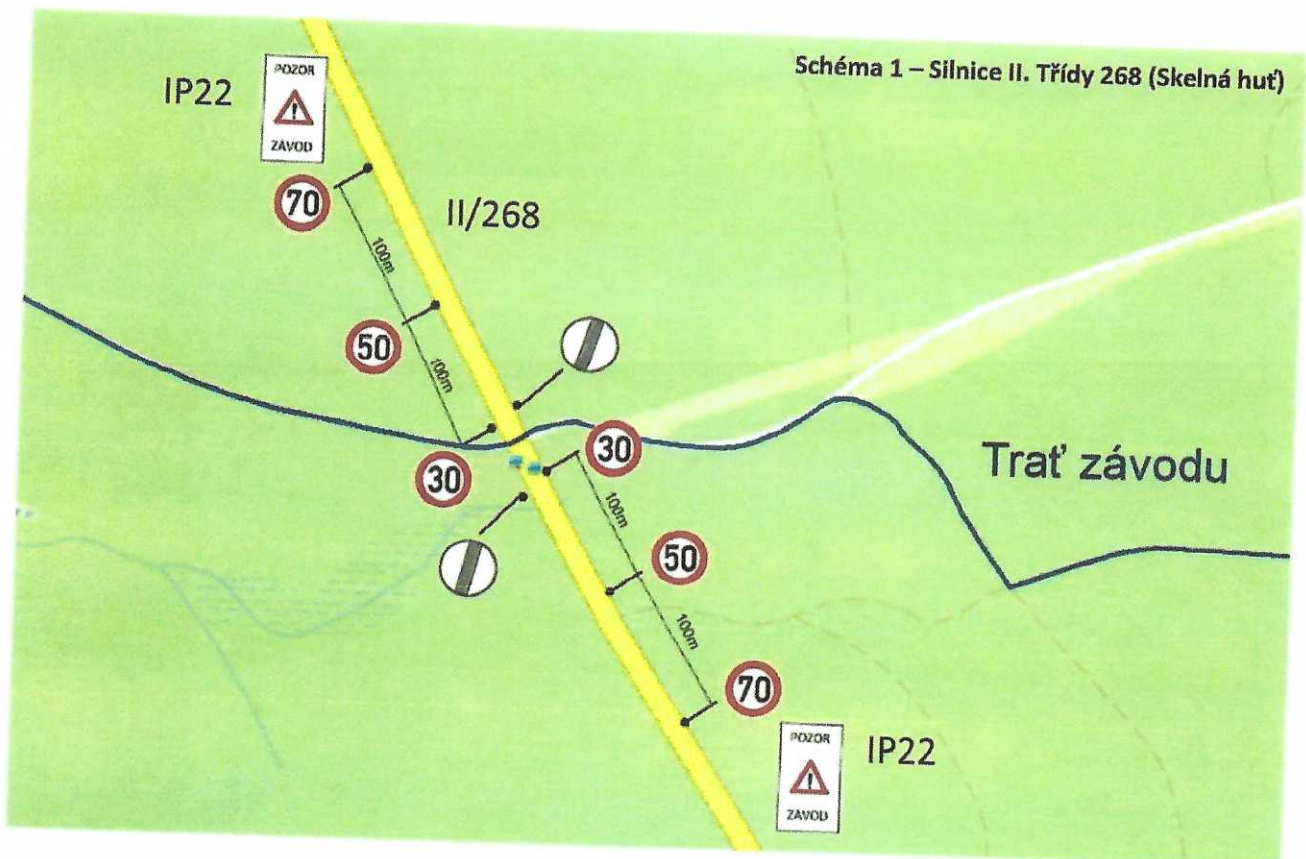 Schéma 1 – Silnice II. Třídy 268 (Skelná huť)
IP22
POZOR
ZÁVOD
70
II/268
100m
50
100m
30
30
100m
Trať závodu
50
100m
70
POZOR
ZÁVOD
IP22